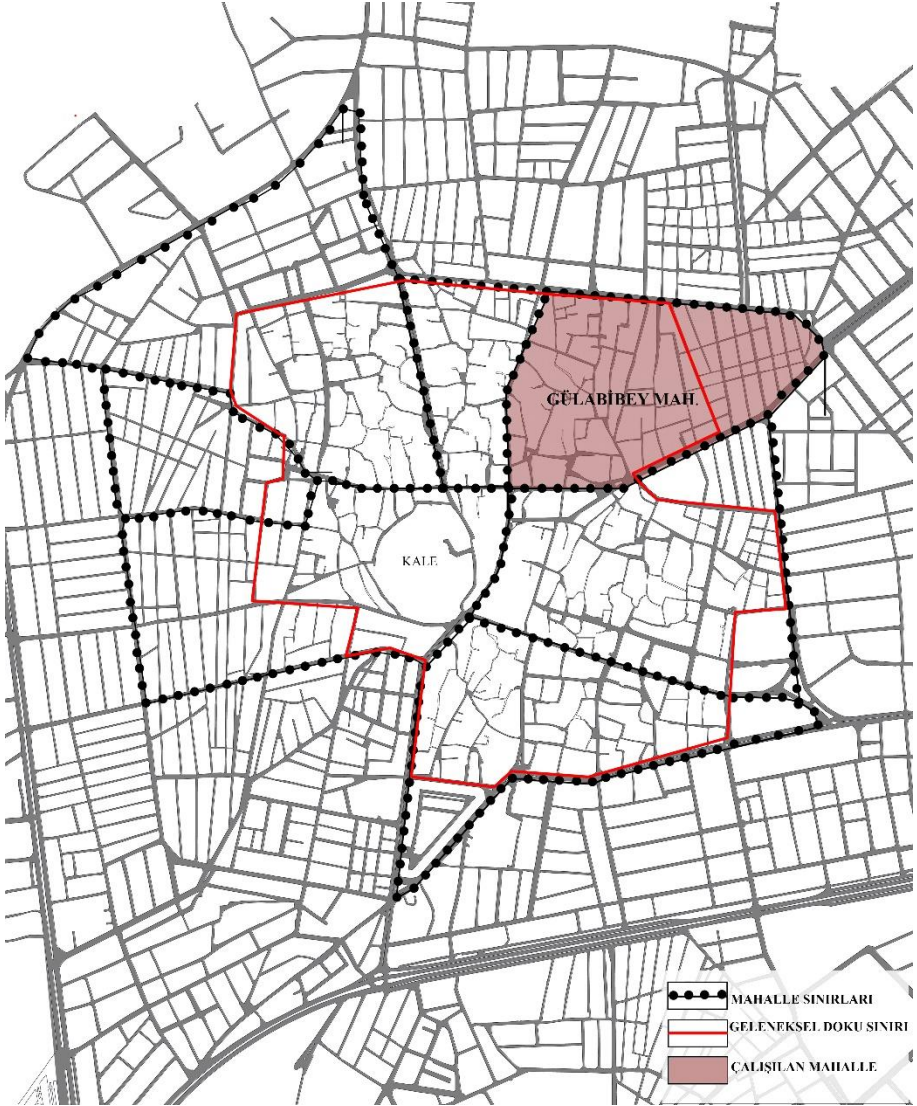 GÜLABİBEY MAH.
KALE
MAHALLE SINIRLARI
GELENEKSEL DOKU SINIRI
ÇALIŞILAN MAHALLE